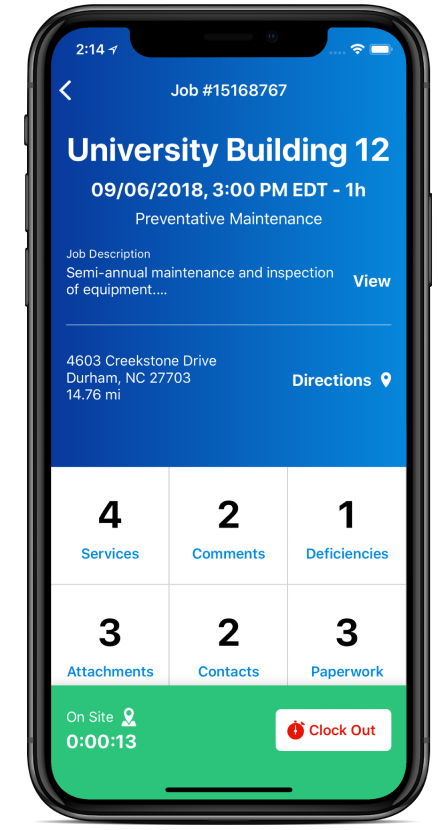 2:14
Job #15168767
University Building 12
09/06/2018, 3:00 PM EDT - 1h
Preventative Maintenance
Job Description
Semi-annual maintenance and inspection
of equipment....
View
4603 Creekstone Drive
Durham, NC 27703
14.76 mi
Directions
4
2
1
Services
Comments
Deficiencies
3
2
3
Attachments
Contacts
Paperwork
On Site
0:00:13
Clock Out